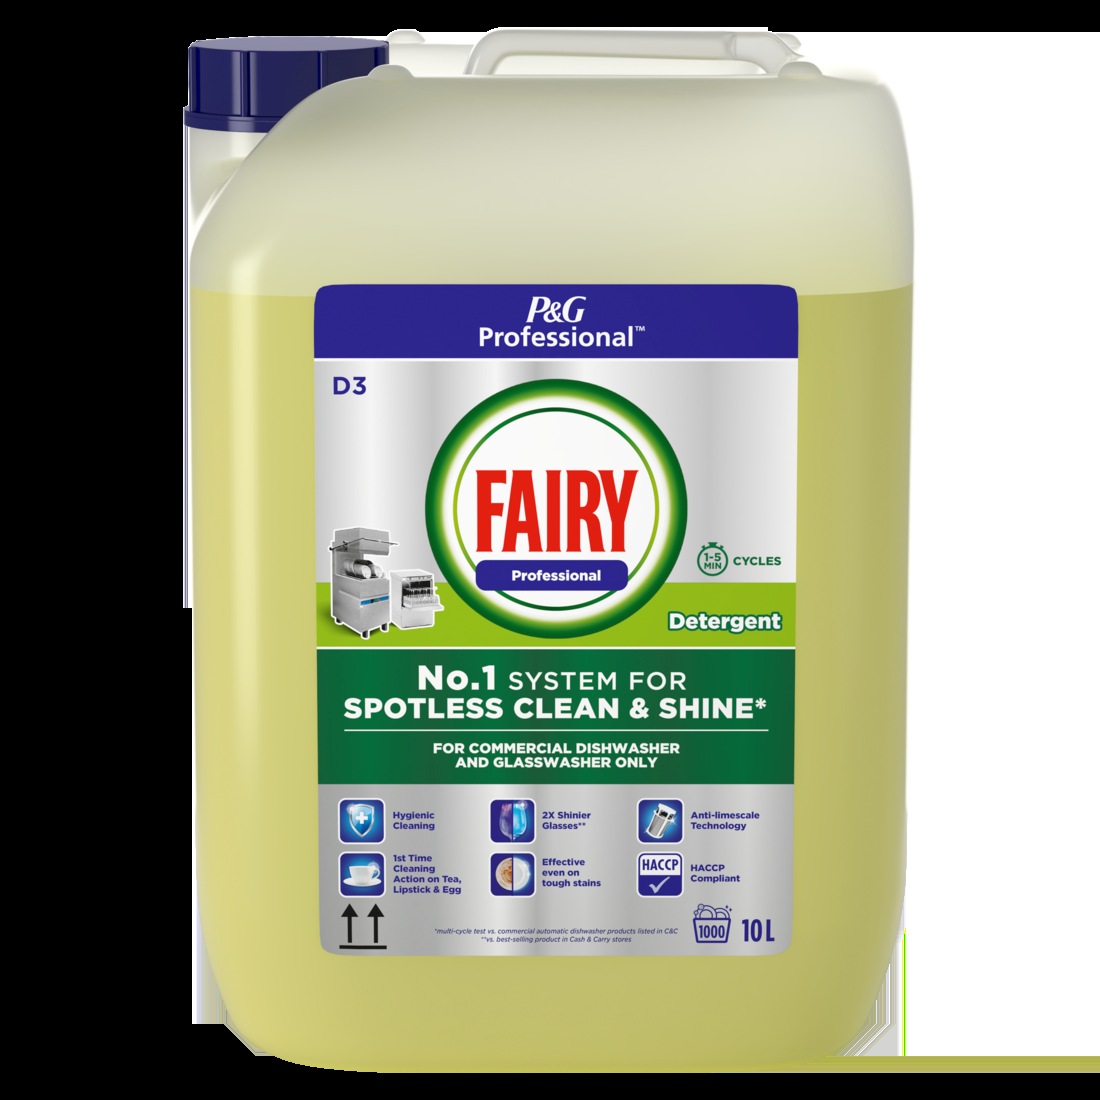 P&G
Professional™
D3
FAIRY
Professional
1-5
MIN
CYCLES
Detergent
No.1 SYSTEM FOR
SPOTLESS CLEAN & SHINE*
FOR COMMERCIAL DISHWASHER
AND GLASSWASHER ONLY
Hygienic
Cleaning
2X Shinier
Glasses**
Anti-limescale
Technology
1st Time
Cleaning
Action on Tea,
Lipstick & Egg
Effective
even on
tough stains
HACCP
HACCP
Compliant
*multi-cycle test vs. commercial automatic dishwasher products listed in C&C
**vs. best-selling product in Cash & Carry stores
1000
10 L